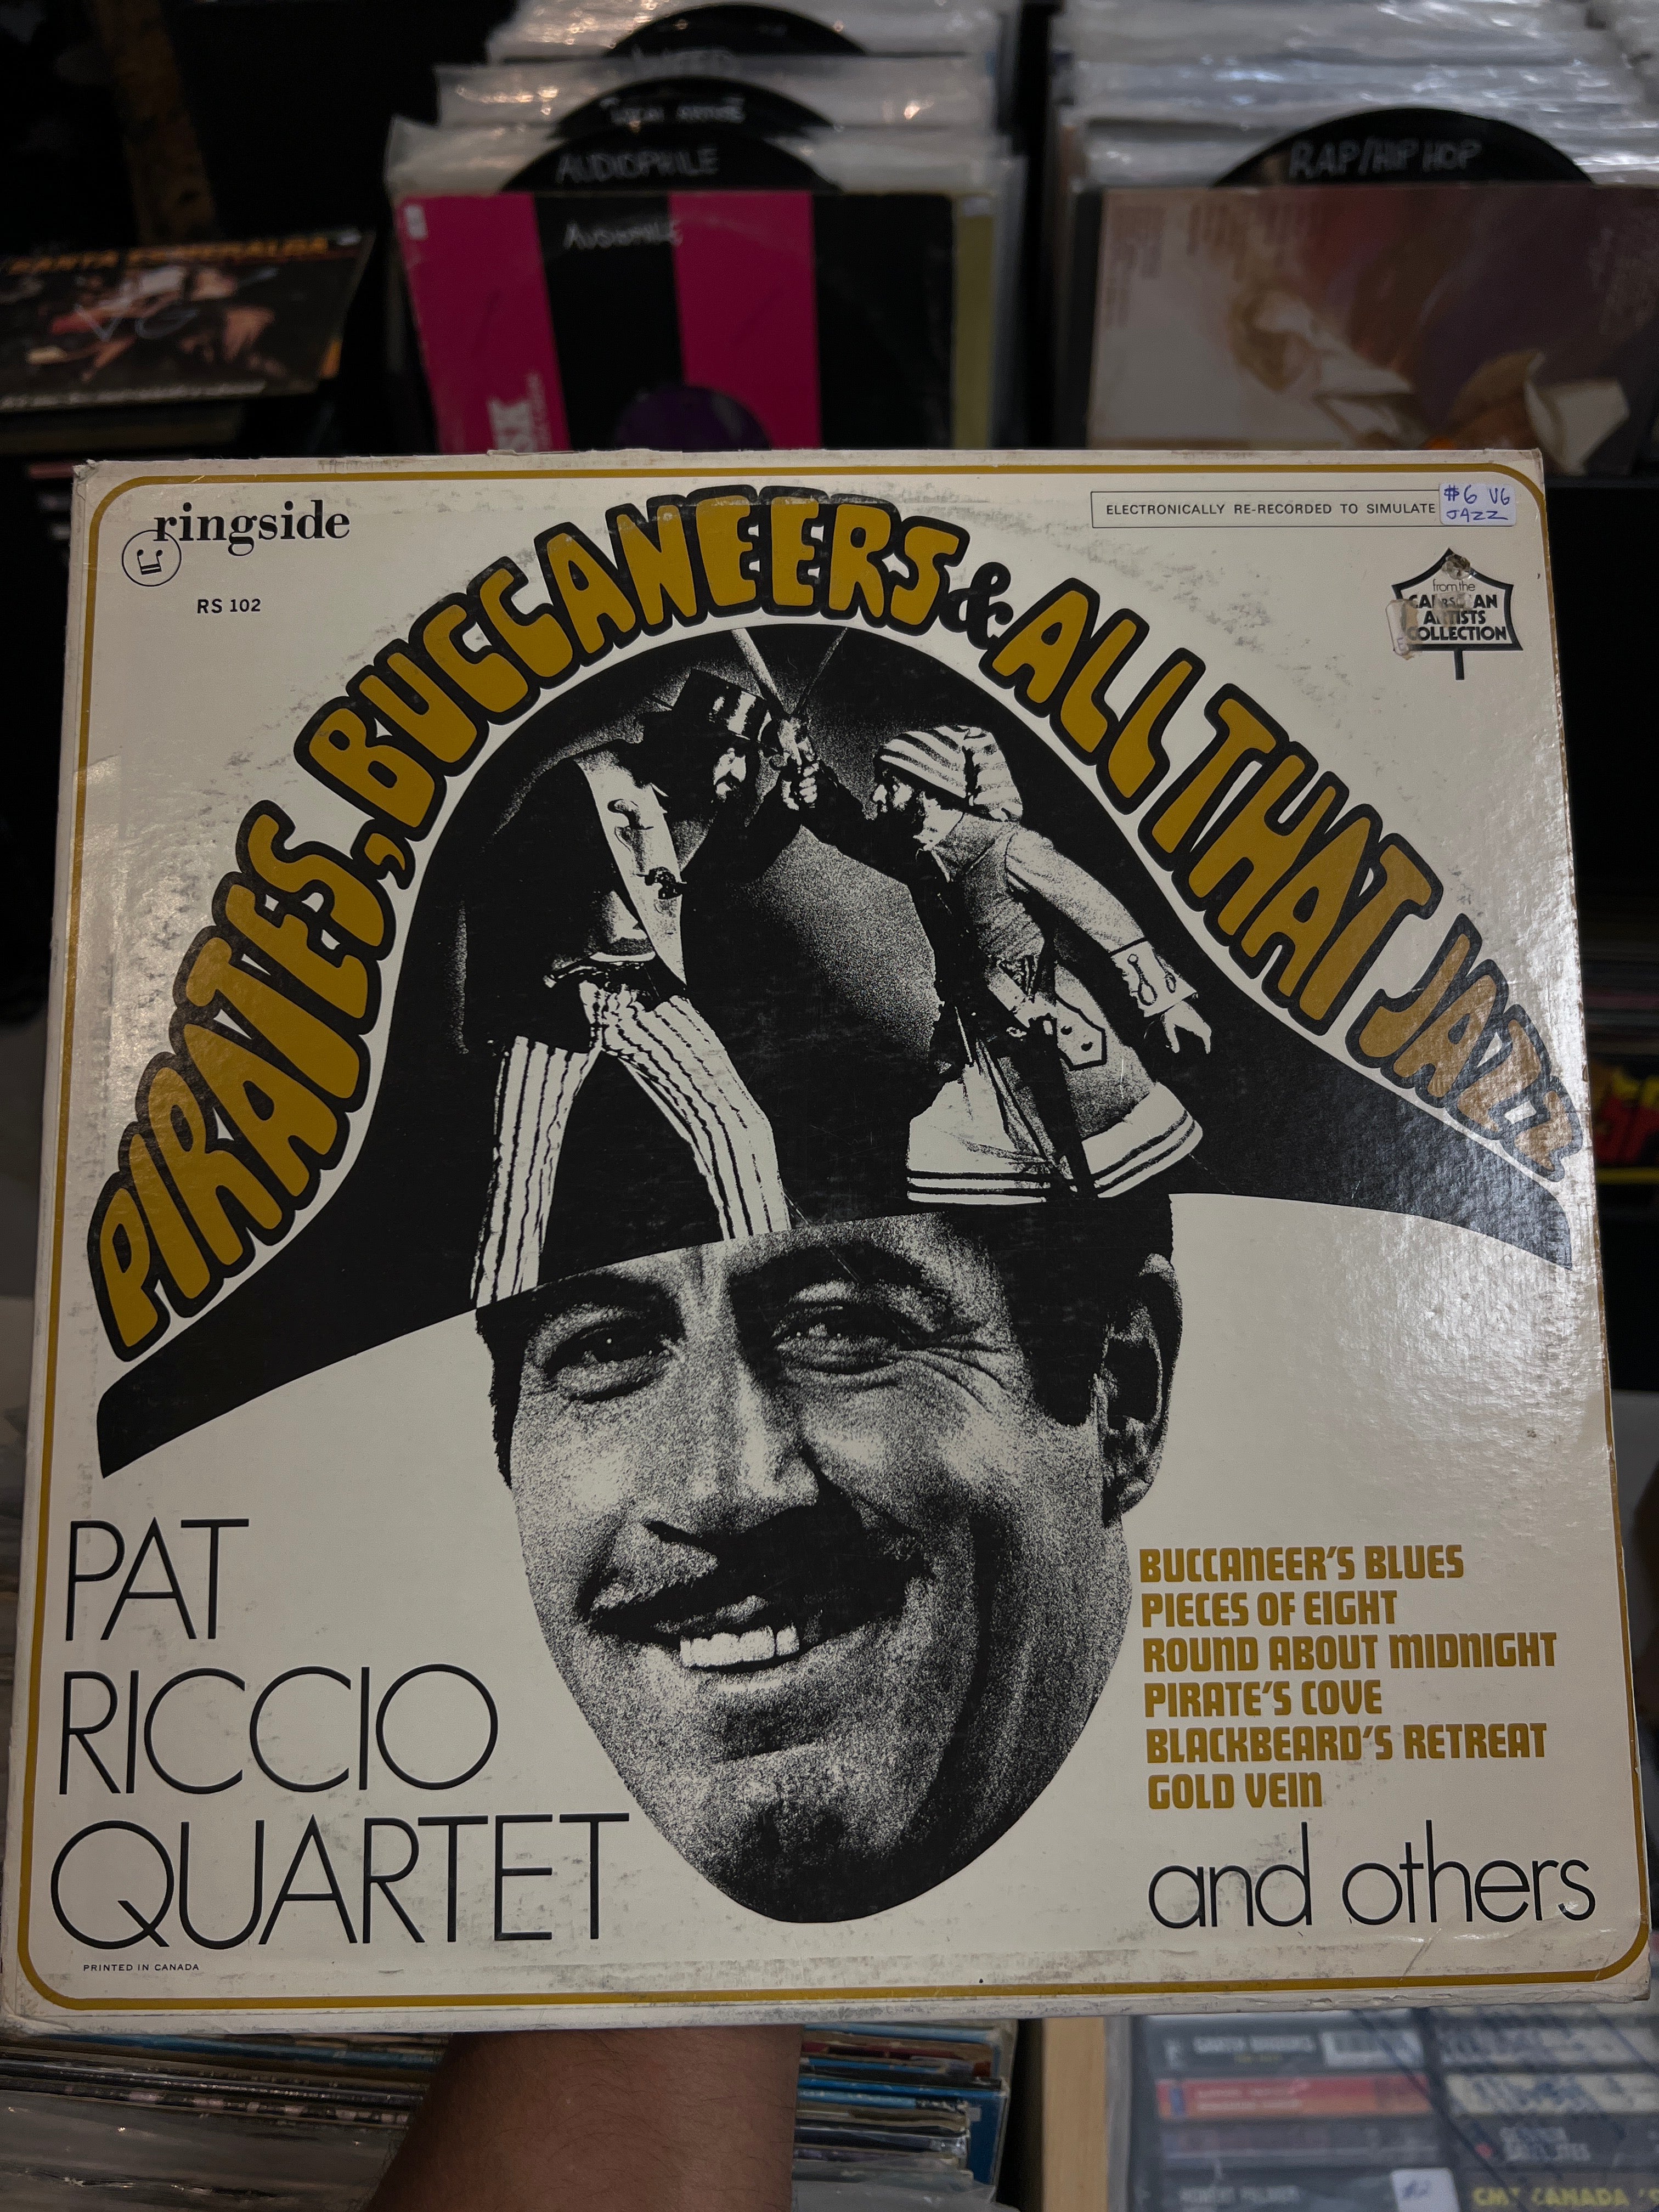 AUDIOPHILE
RAP/HIP HOP
AUDIOPHILE
VG
ringside
RS 102
ELECTRONICALLY RE-RECORDED TO SIMULATE
#6 VG
JAZZ
from the
ARTISTS
COLLECTION
PIRATES, BUCCANEERS & ALL THAT JAZZ
PAT
RICCIO
QUARTET
BUCCANEER'S BLUES
PIECES OF EIGHT
ROUND ABOUT MIDNIGHT
PIRATE'S COVE
BLACKBEARD'S RETREAT
GOLD VEIN
and others
PRINTED IN CANADA